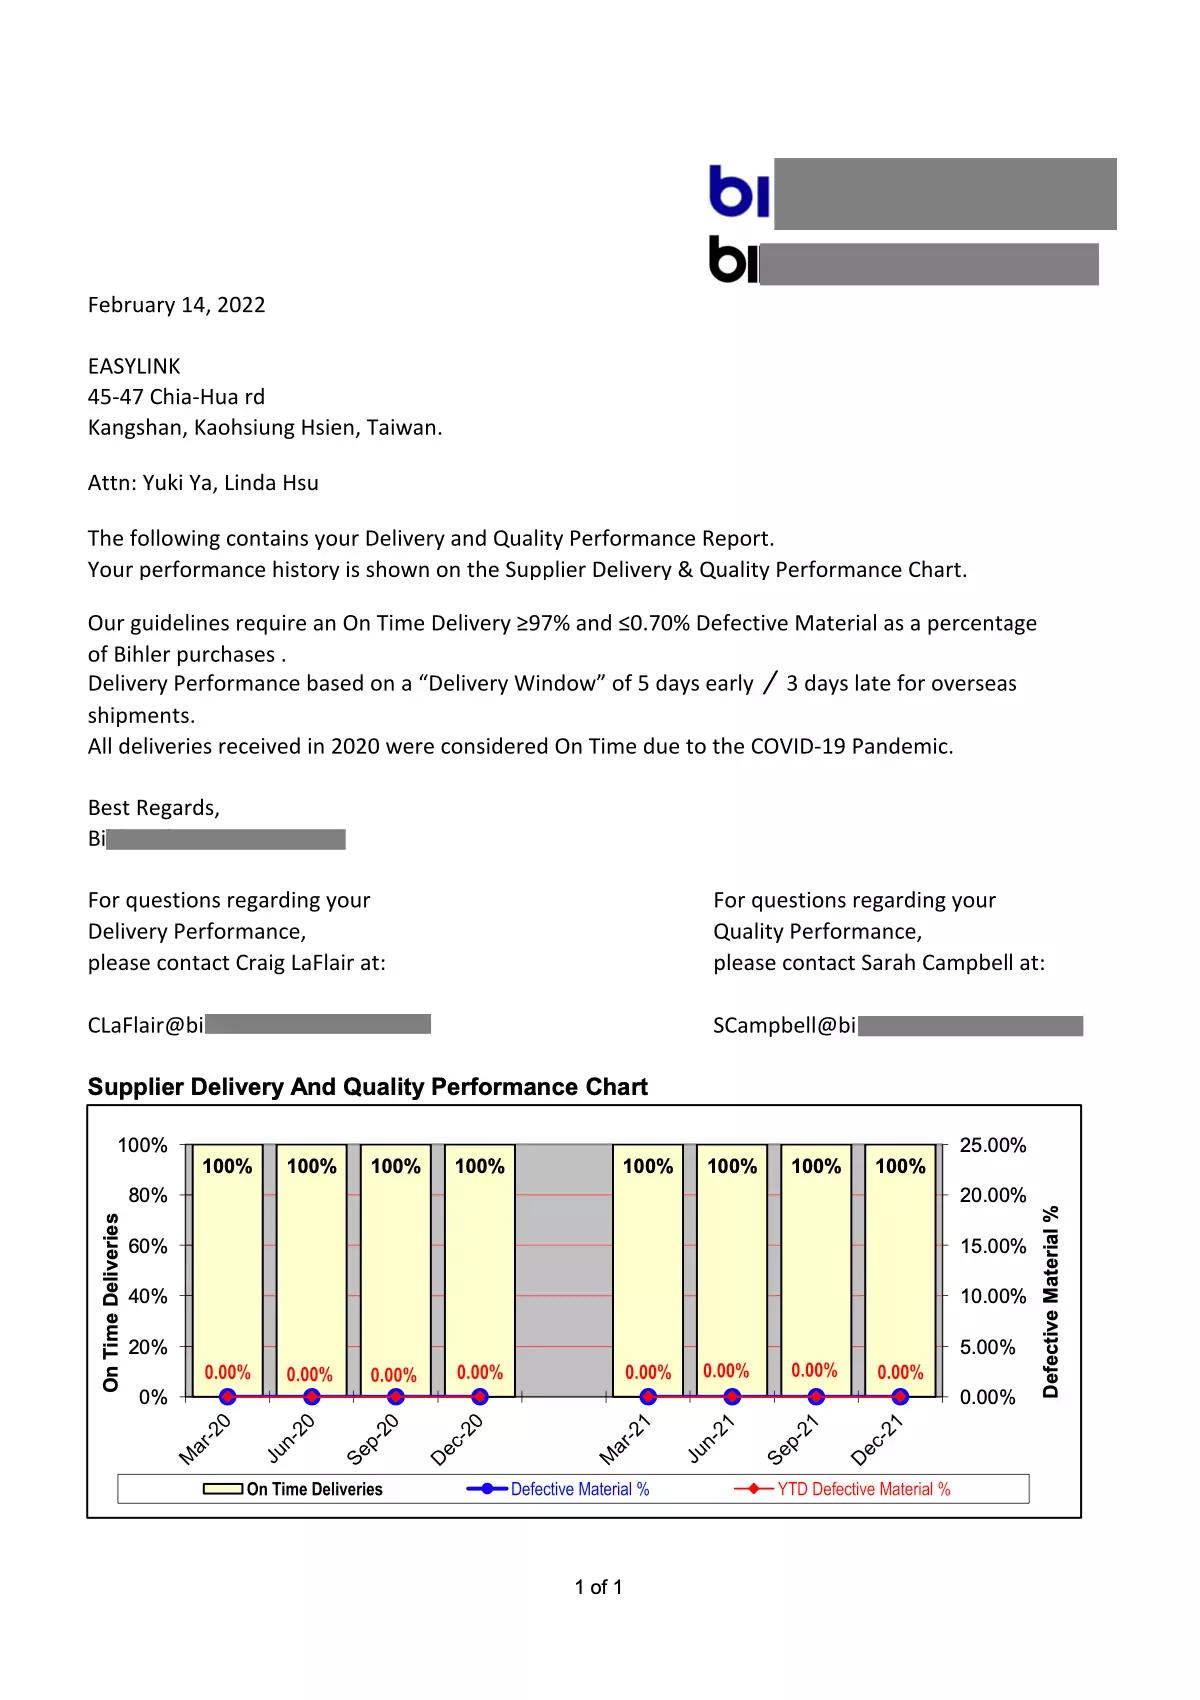 bi
bi
February 14, 2022
EASYLINK
45-47 Chia-Hua rd
Kangshan, Kaohsiung Hsien, Taiwan.
Attn: Yuki Ya, Linda Hsu
The following contains your Delivery and Quality Performance Report.
Your performance history is shown on the Supplier Delivery & Quality Performance Chart.
Our guidelines require an On Time Delivery ≥97% and ≤0.70% Defective Material as a percentage
of Bihler purchases .
Delivery Performance based on a “Delivery Window” of 5 days early / 3 days late for overseas
shipments.
All deliveries received in 2020 were considered On Time due to the COVID-19 Pandemic.
Best Regards,
Bi
For questions regarding your
Delivery Performance,
please contact Craig LaFlair at:
CLaFlair@bi
For questions regarding your
Quality Performance,
please contact Sarah Campbell at:
SCampbell@bi
Supplier Delivery And Quality Performance Chart
On Time Deliveries
100%
80%
60%
40%
20%
0%
100% 100% 100% 100% 100% 100% 100% 100%
0.00% 0.00% 0.00% 0.00% 0.00% 0.00% 0.00% 0.00%
25.00%
20.00%
15.00%
10.00%
5.00%
0.00%
Defective Material %
Mar-20 Jun-20 Sep-20 Dec-20 Mar-21 Jun-21 Sep-21 Dec-21
On Time Deliveries Defective Material % YTD Defective Material %
1 of 1